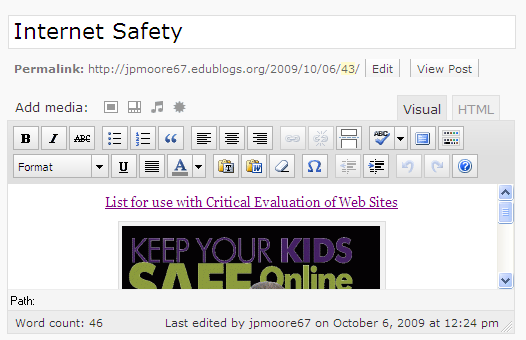 Internet Safety
Permalink: http://jpmoore67.edublogs.org/2009/10/06/43/ Edit View Post
Add media: Visual HTML
B I ABC ABC
Format U A T W Ω ?
List for use with Critical Evaluation of Web Sites
KEEP YOUR KIDS
SAFE Online
Path:
Word count: 46 Last edited by jpmoore67 on October 6, 2009 at 12:24 pm